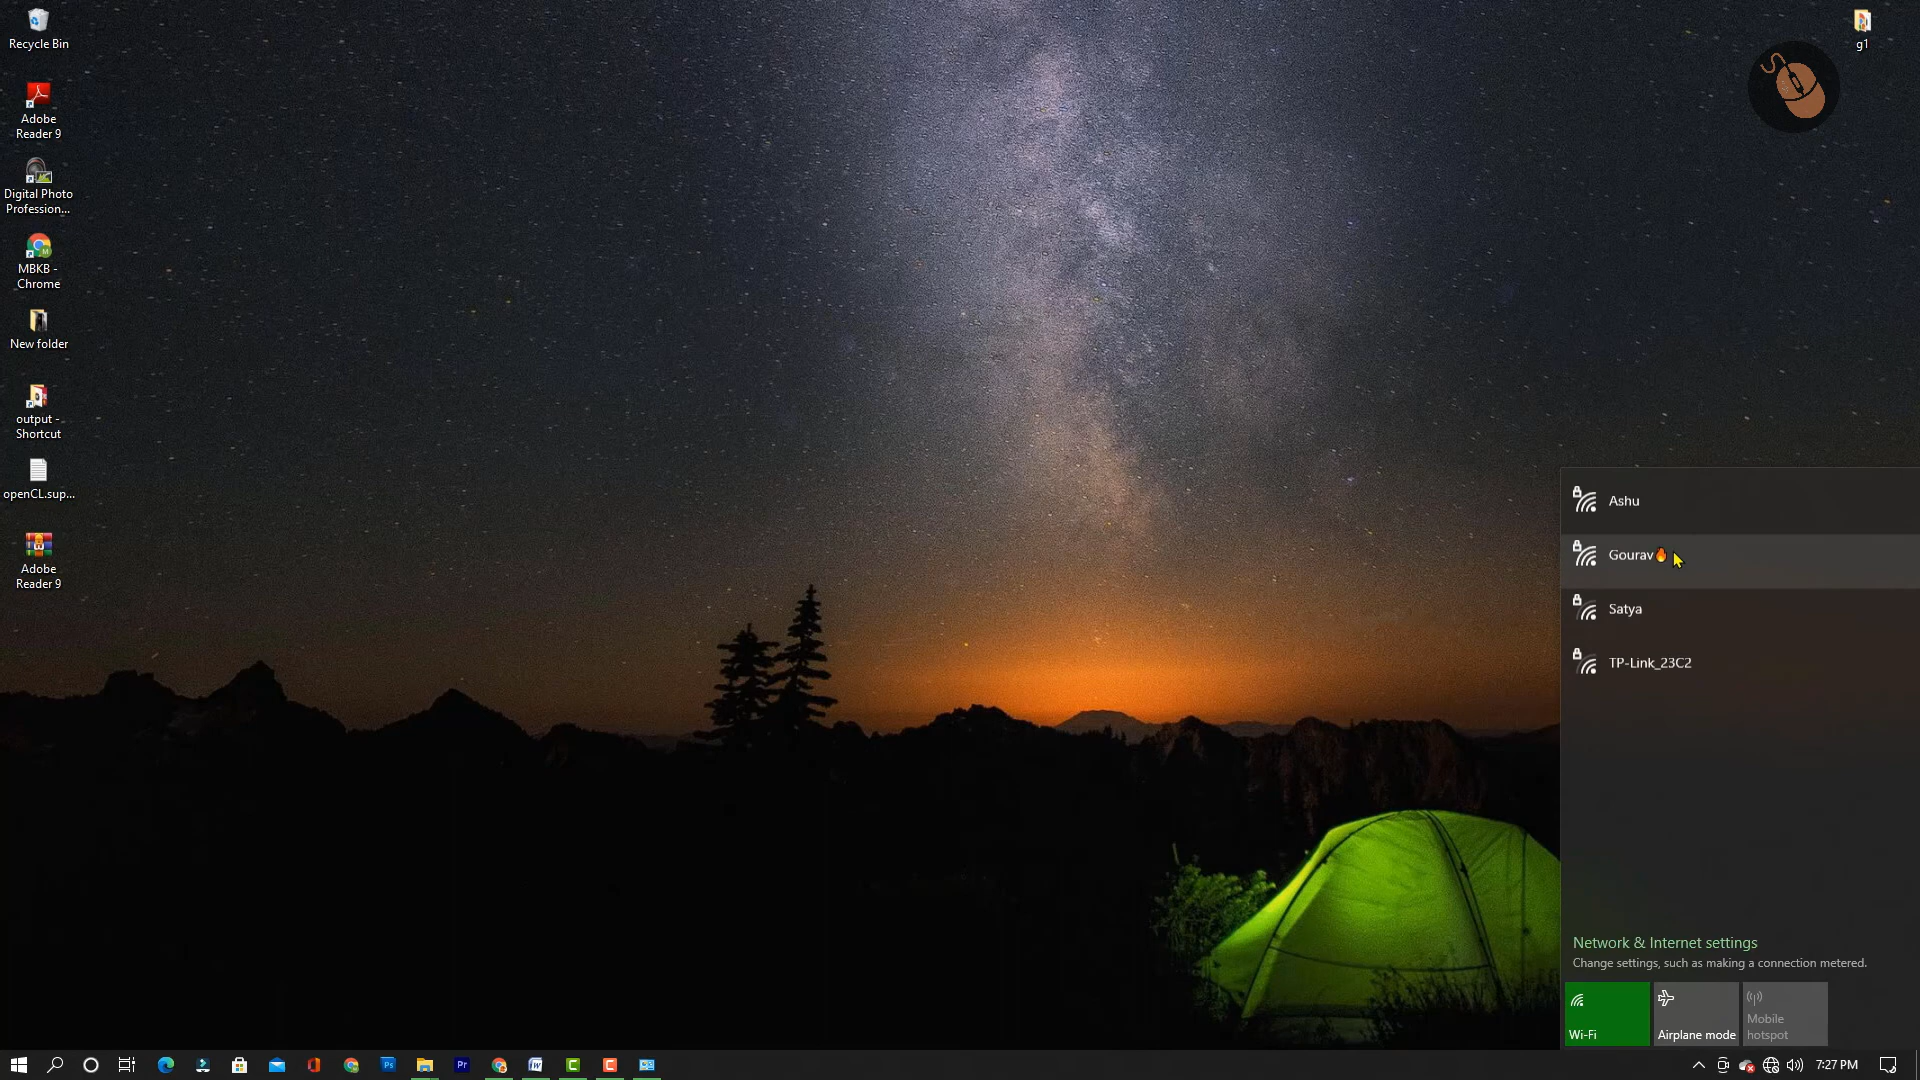 Recycle Bin
Adobe
Reader 9
Digital Photo
Profession...
MBKB -
Chrome
New folder
output -
Shortcut
openCL.sup...
Adobe
Reader 9
g1
Ashu
Gourav🔥
Satya
TP-Link_23C2
Network & Internet settings
Change settings, such as making a connection metered.
Wi-Fi
Airplane mode
Mobile
hotspot
Ps
Pr
7:27 PM